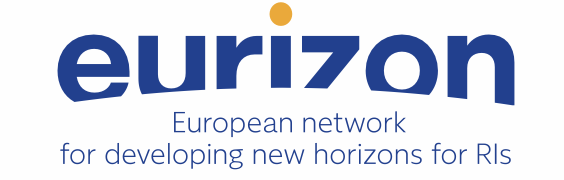 eurizon
European network
for developing new horizons for RIs